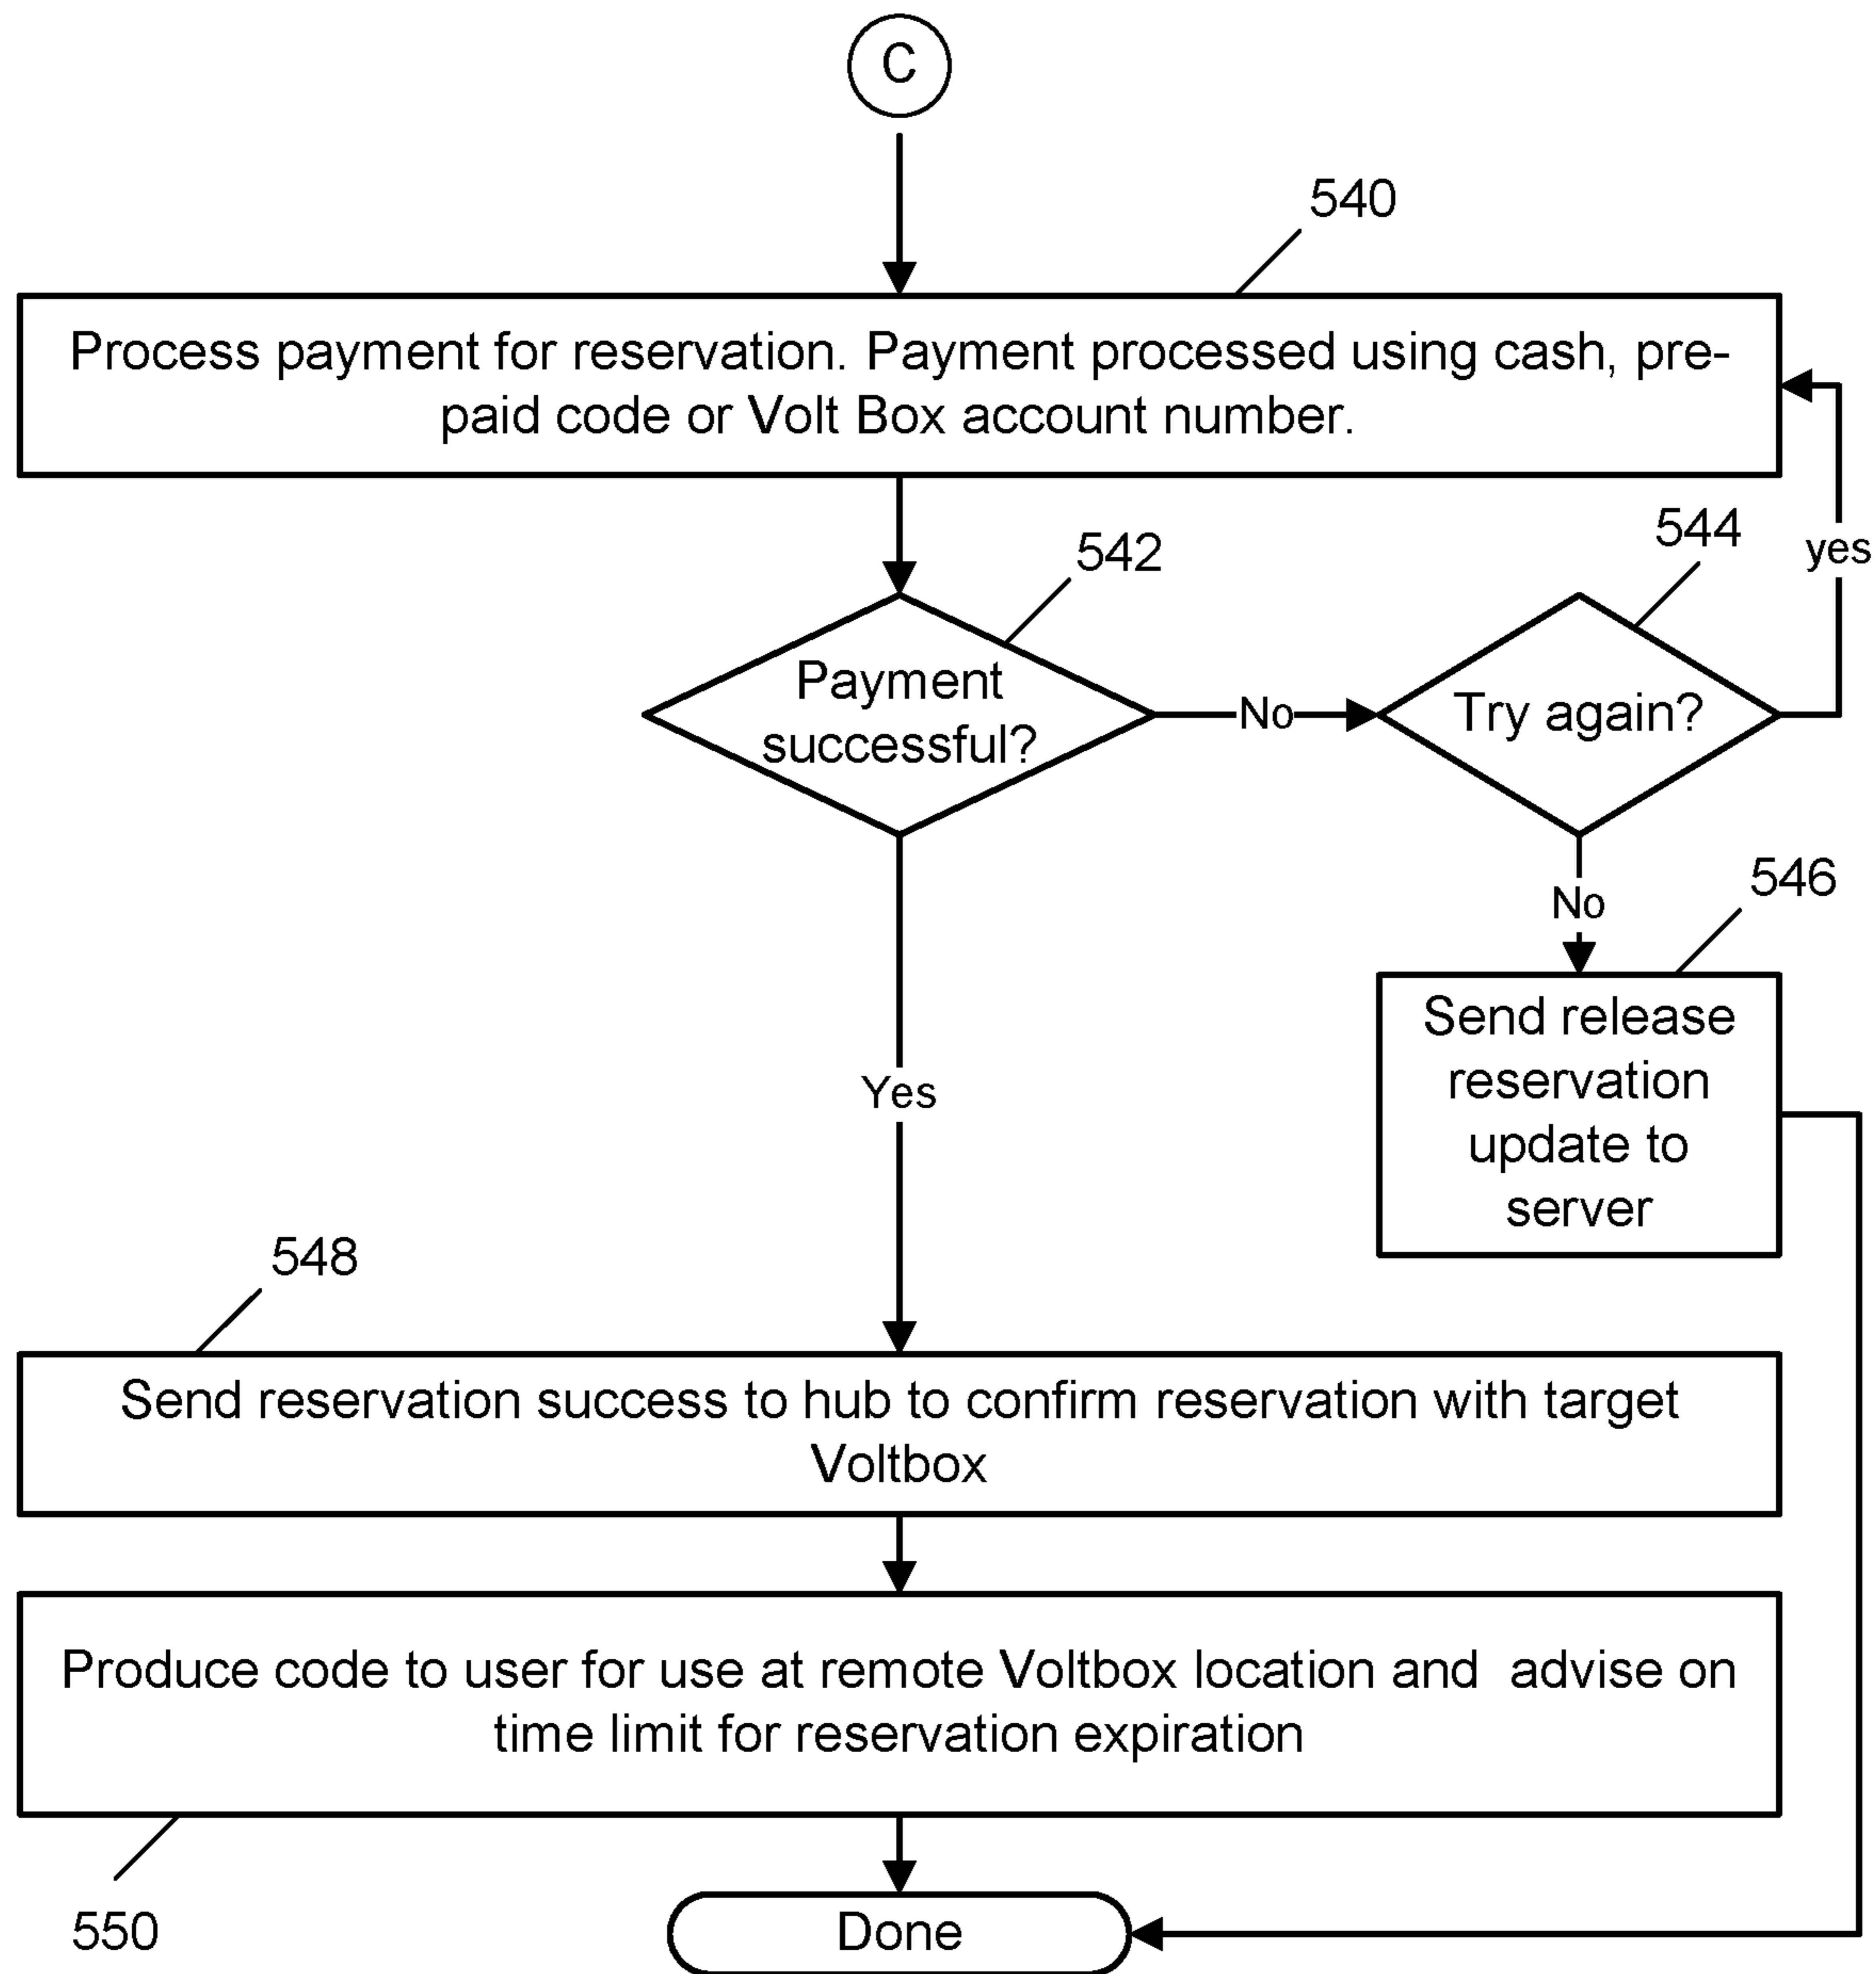 C
540
Process payment for reservation. Payment processed using cash, pre-
paid code or Volt Box account number.
542
544
yes
Payment
successful?
No
Try again?
No
546
Send release
reservation
update to
server
Yes
548
Send reservation success to hub to confirm reservation with target
Voltbox
Produce code to user for use at remote Voltbox location and  advise on
time limit for reservation expiration
550
Done